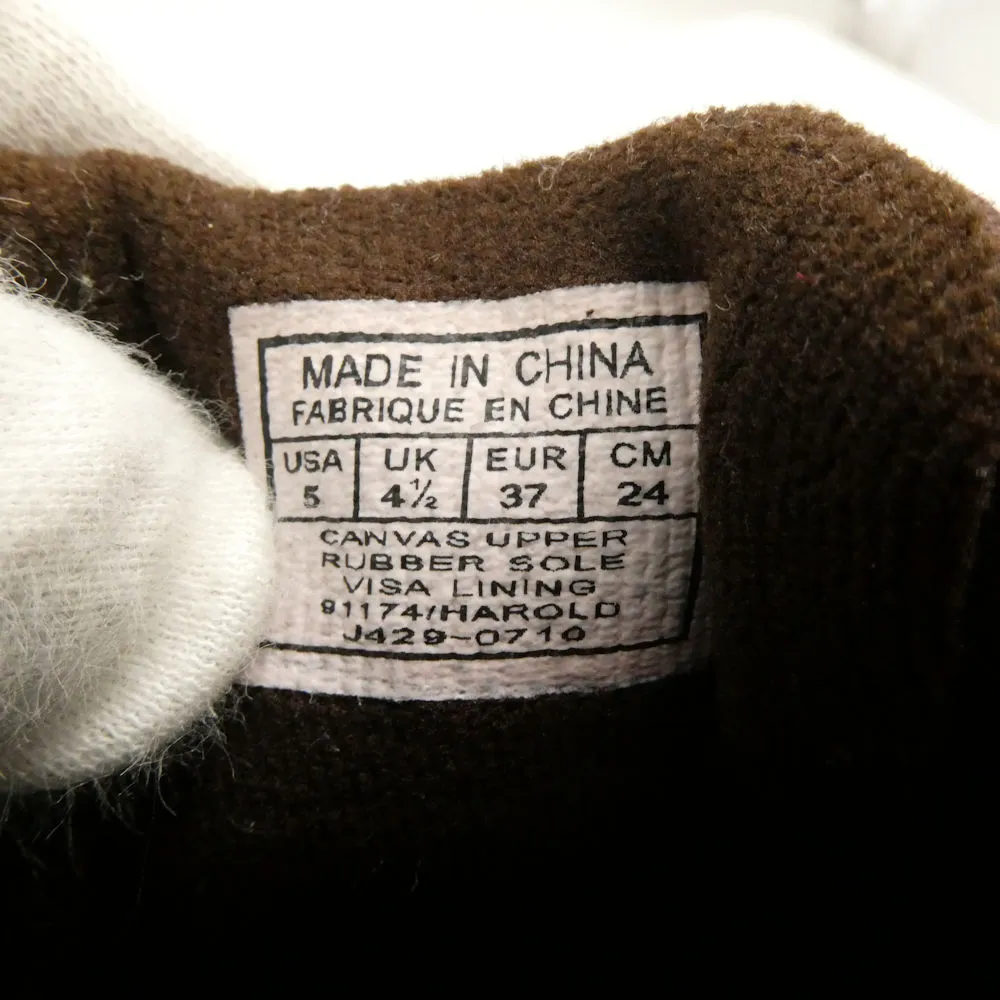 MADE IN CHINA
FABRIQUE EN CHINE
USA UK EUR CM
5 4½ 37 24
CANVAS UPPER
RUBBER SOLE
VISA LINING
91174/HAROLD
J429-0710